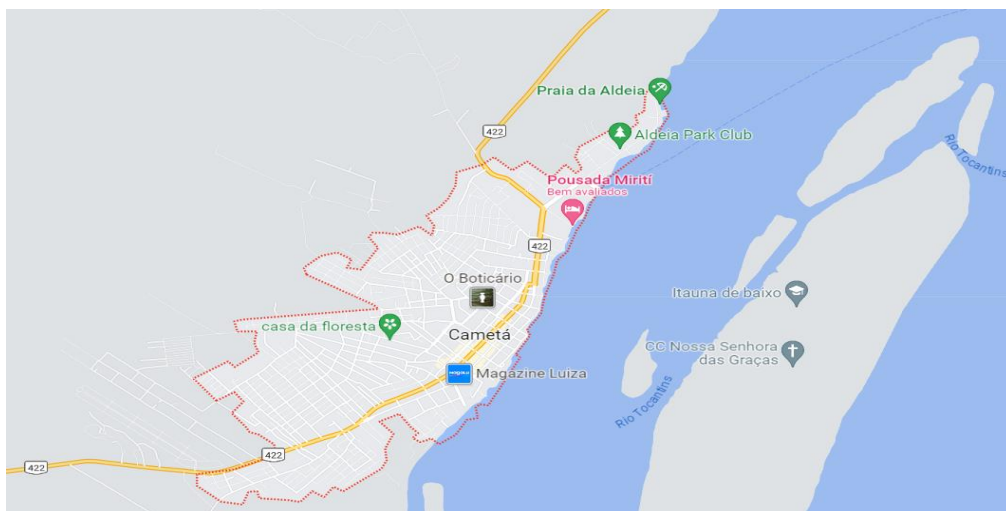 Praia da Aldeia
Aldeia Park Club
422
Pousada Mirití
Bem avaliados
422
O Boticário
casa da floresta
Cametá
Magazine Luiza
422
422
Rio Tocantins
Itauna de baixo
CC Nossa Senhora
das Graças
Rio Tocantins